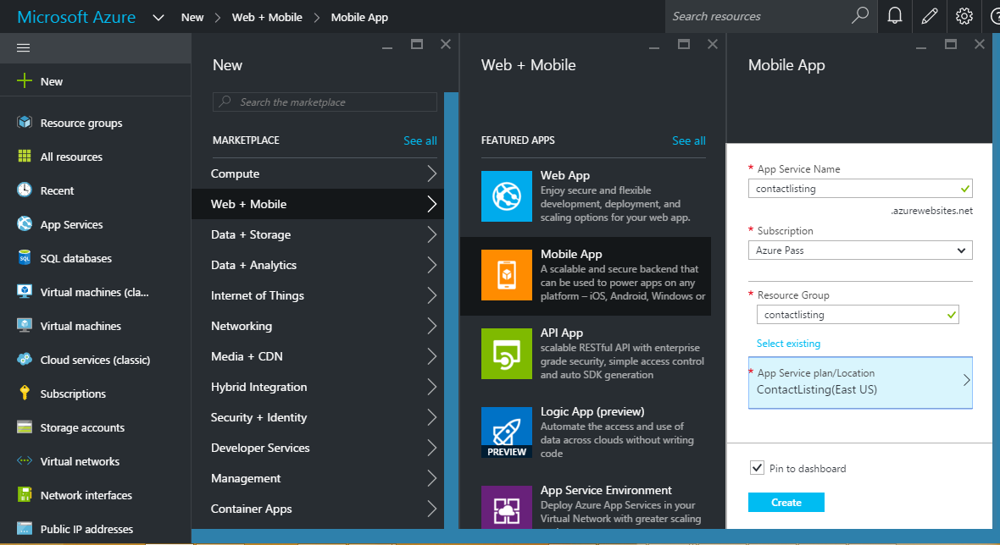 Microsoft Azure
New
Web + Mobile
Mobile App
Search resources
New
Resource groups
All resources
Recent
App Services
SQL databases
Virtual machines (cla...
Virtual machines
Cloud services (classic)
Subscriptions
Storage accounts
Virtual networks
Network interfaces
Public IP addresses
New
Search the marketplace
MARKETPLACE
See all
Compute
Web + Mobile
Data + Storage
Data + Analytics
Internet of Things
Networking
Media + CDN
Hybrid Integration
Security + Identity
Developer Services
Management
Container Apps
Web + Mobile
FEATURED APPS
See all
Web App
Enjoy secure and flexible
development, deployment, and
scaling options for your web app.
Mobile App
A scalable and secure backend that
can be used to power apps on any
platform – iOS, Android, Windows or
API App
scalable RESTful API with enterprise
grade security, simple access control
and auto SDK generation
PREVIEW
Logic App (preview)
Automate the access and use of
data across clouds without writing
code
App Service Environment
Deploy Azure App Services in your
Virtual Network with greater scaling
Mobile App
* App Service Name
contactlisting
.azurewebsites.net
* Subscription
Azure Pass
* Resource Group
contactlisting
Select existing
* App Service plan/Location
ContactListing(East US)
Pin to dashboard
Create